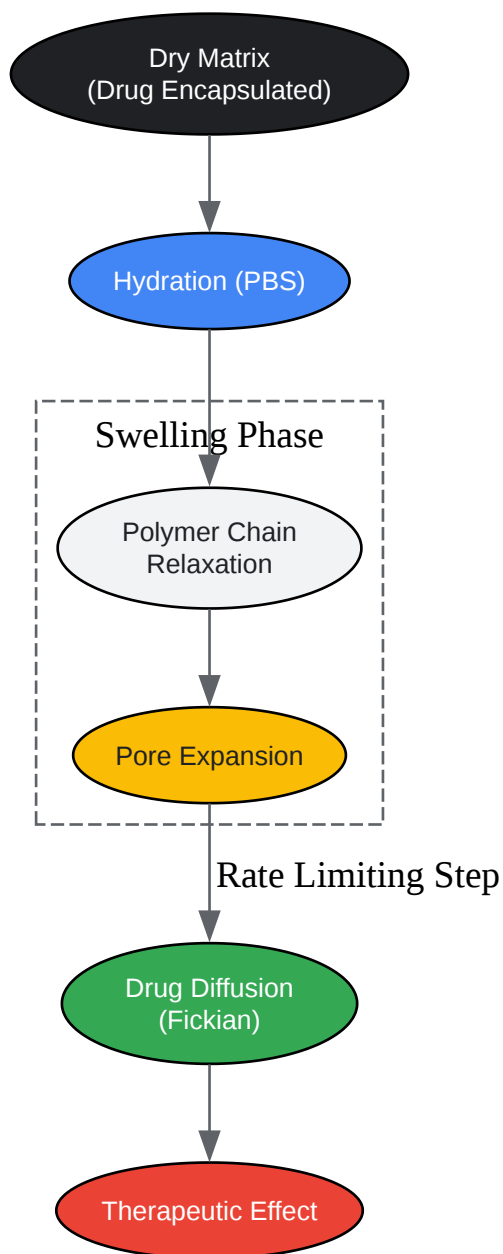 Dry Matrix
(Drug Encapsulated)
Hydration (PBS)
Swelling Phase
Polymer Chain
Relaxation
Pore Expansion
Rate Limiting Step
Drug Diffusion
(Fickian)
Therapeutic Effect